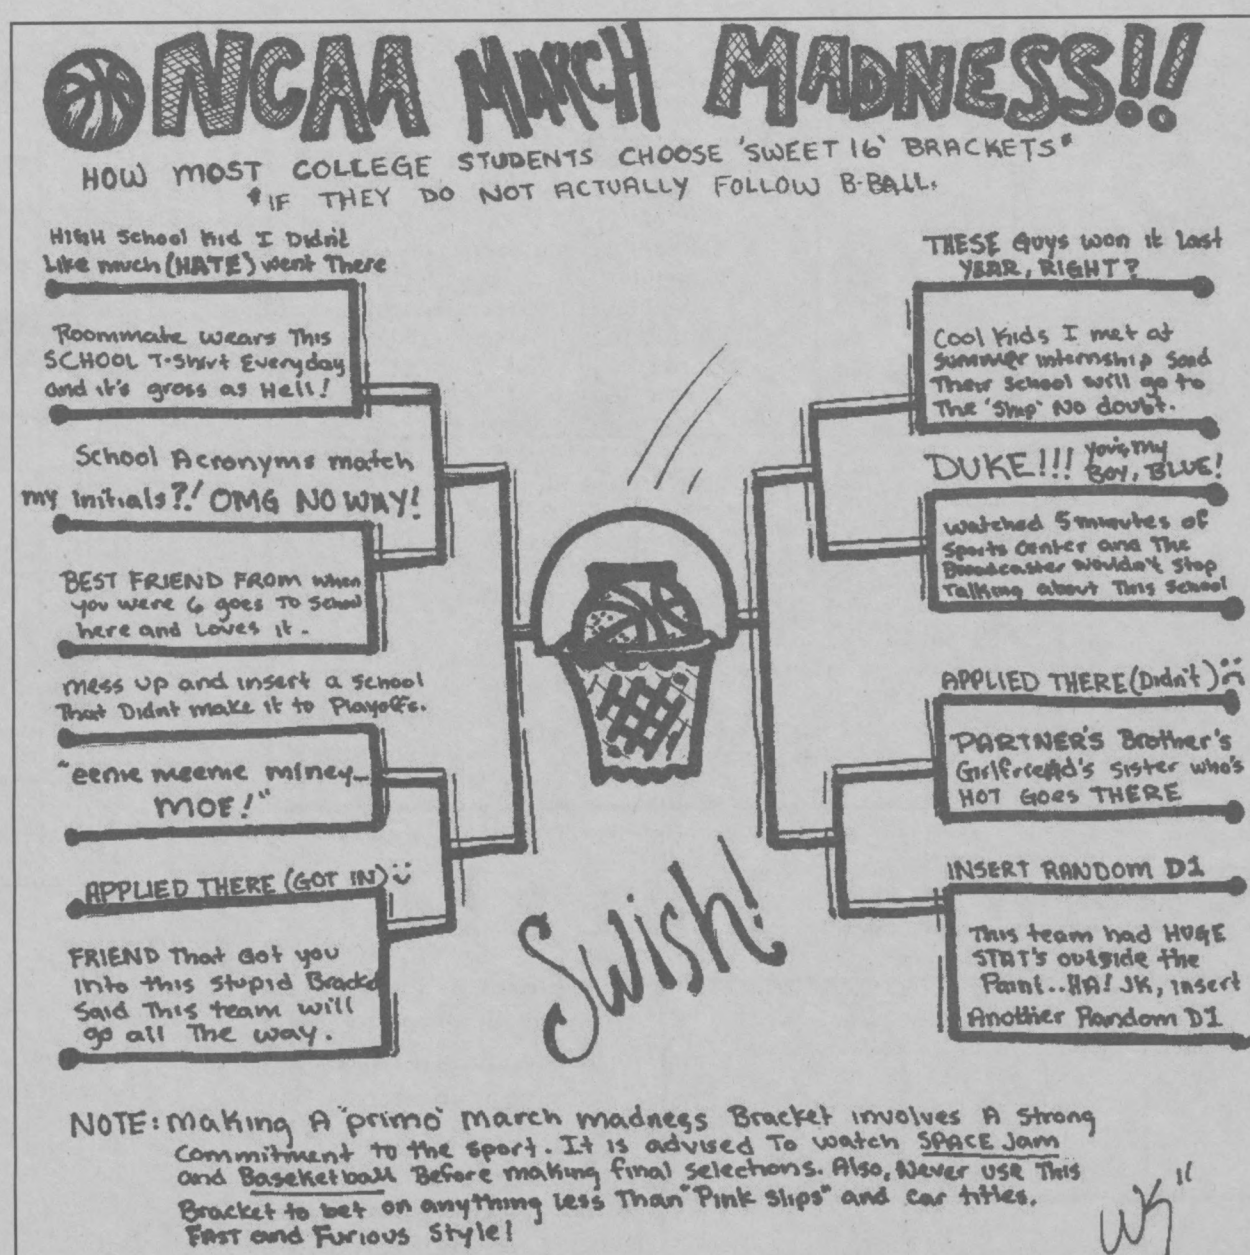 NCAA MARCH MADNESS!!
HOW MOST COLLEGE STUDENTS CHOOSE 'SWEET 16' BRACKETS*
*IF THEY DO NOT ACTUALLY FOLLOW B-BALL.
HIGH School kid I Didn't
Like much (HATE) went There
Roommate wears This
SCHOOL T-Shirt Everyday
and it's gross as Hell!
School Acronyms match
my initials?! OMG NO WAY!
BEST FRIEND FROM when
you were 6 goes To School
here and Loves it.
mess up and insert a school
That Didnt make it to Playoffs.
"eenie meenie miney...
MOE!"
APPLIED THERE (GOT IN)
FRIEND That Got you
into this stupid Bracket
Said This team will
go all The way.
THESE Guys won it last
YEAR, RIGHT?
Cool Kids I met at
summer internship Said
Their school will go to
The 'Ship' No doubt.
DUKE!!! You're my
BOY, BLUE!
watched 5 minutes of
Sports Center and The
Broadcaster wouldn't stop
Talking about This School
APPLIED THERE (Didn't)
PARTNER'S Brother's
Girlfriend's sister who's
HOT GOES THERE
INSERT RANDOM D1
This team had HUGE
STAT'S outside the
Paint..HA! JK, insert
Another Random D1
Swish!
NOTE: Making A 'primo' March madness Bracket involves A Strong
Commitment to the sport. It is advised To watch SPACE Jam
and Baseketball Before making final selections. Also, Never use This
Bracket to bet on anything less Than "Pink slips" and car titles.
FAST and Furious Style!